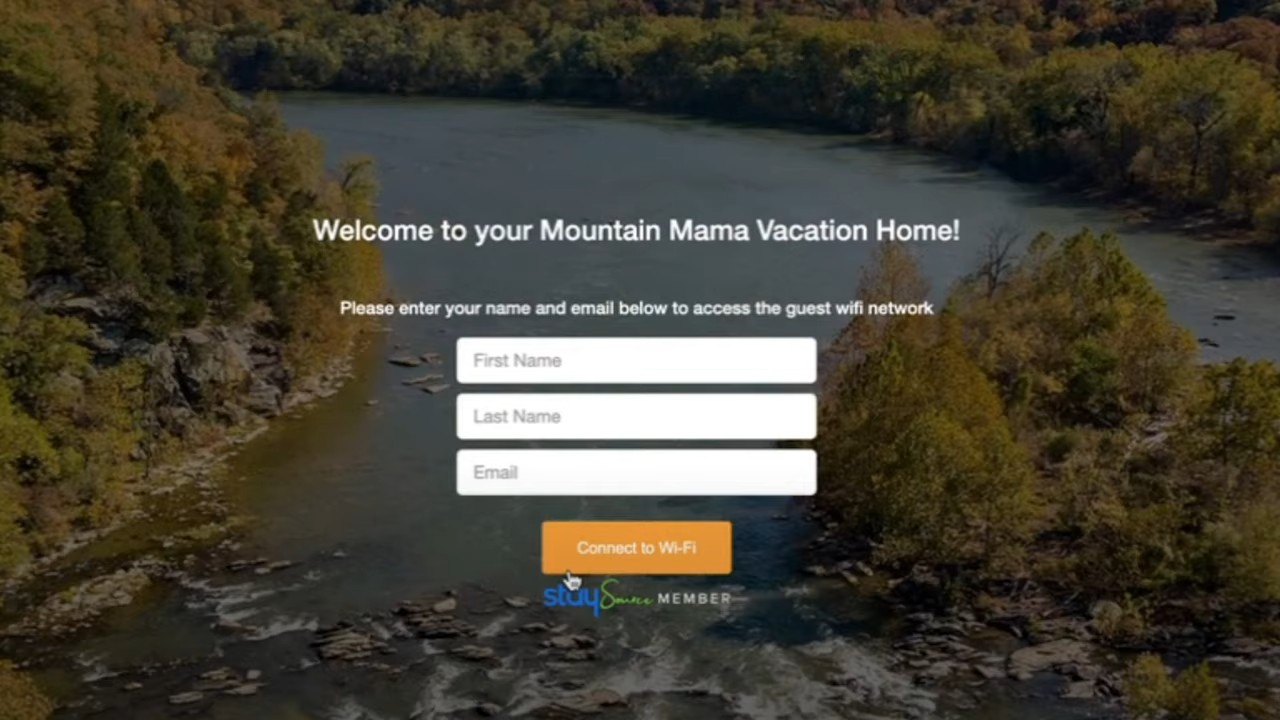 Welcome to your Mountain Mama Vacation Home!
Please enter your name and email below to access the guest wifi network
First Name
Last Name
Email
Connect to Wi-Fi
staySource MEMBER